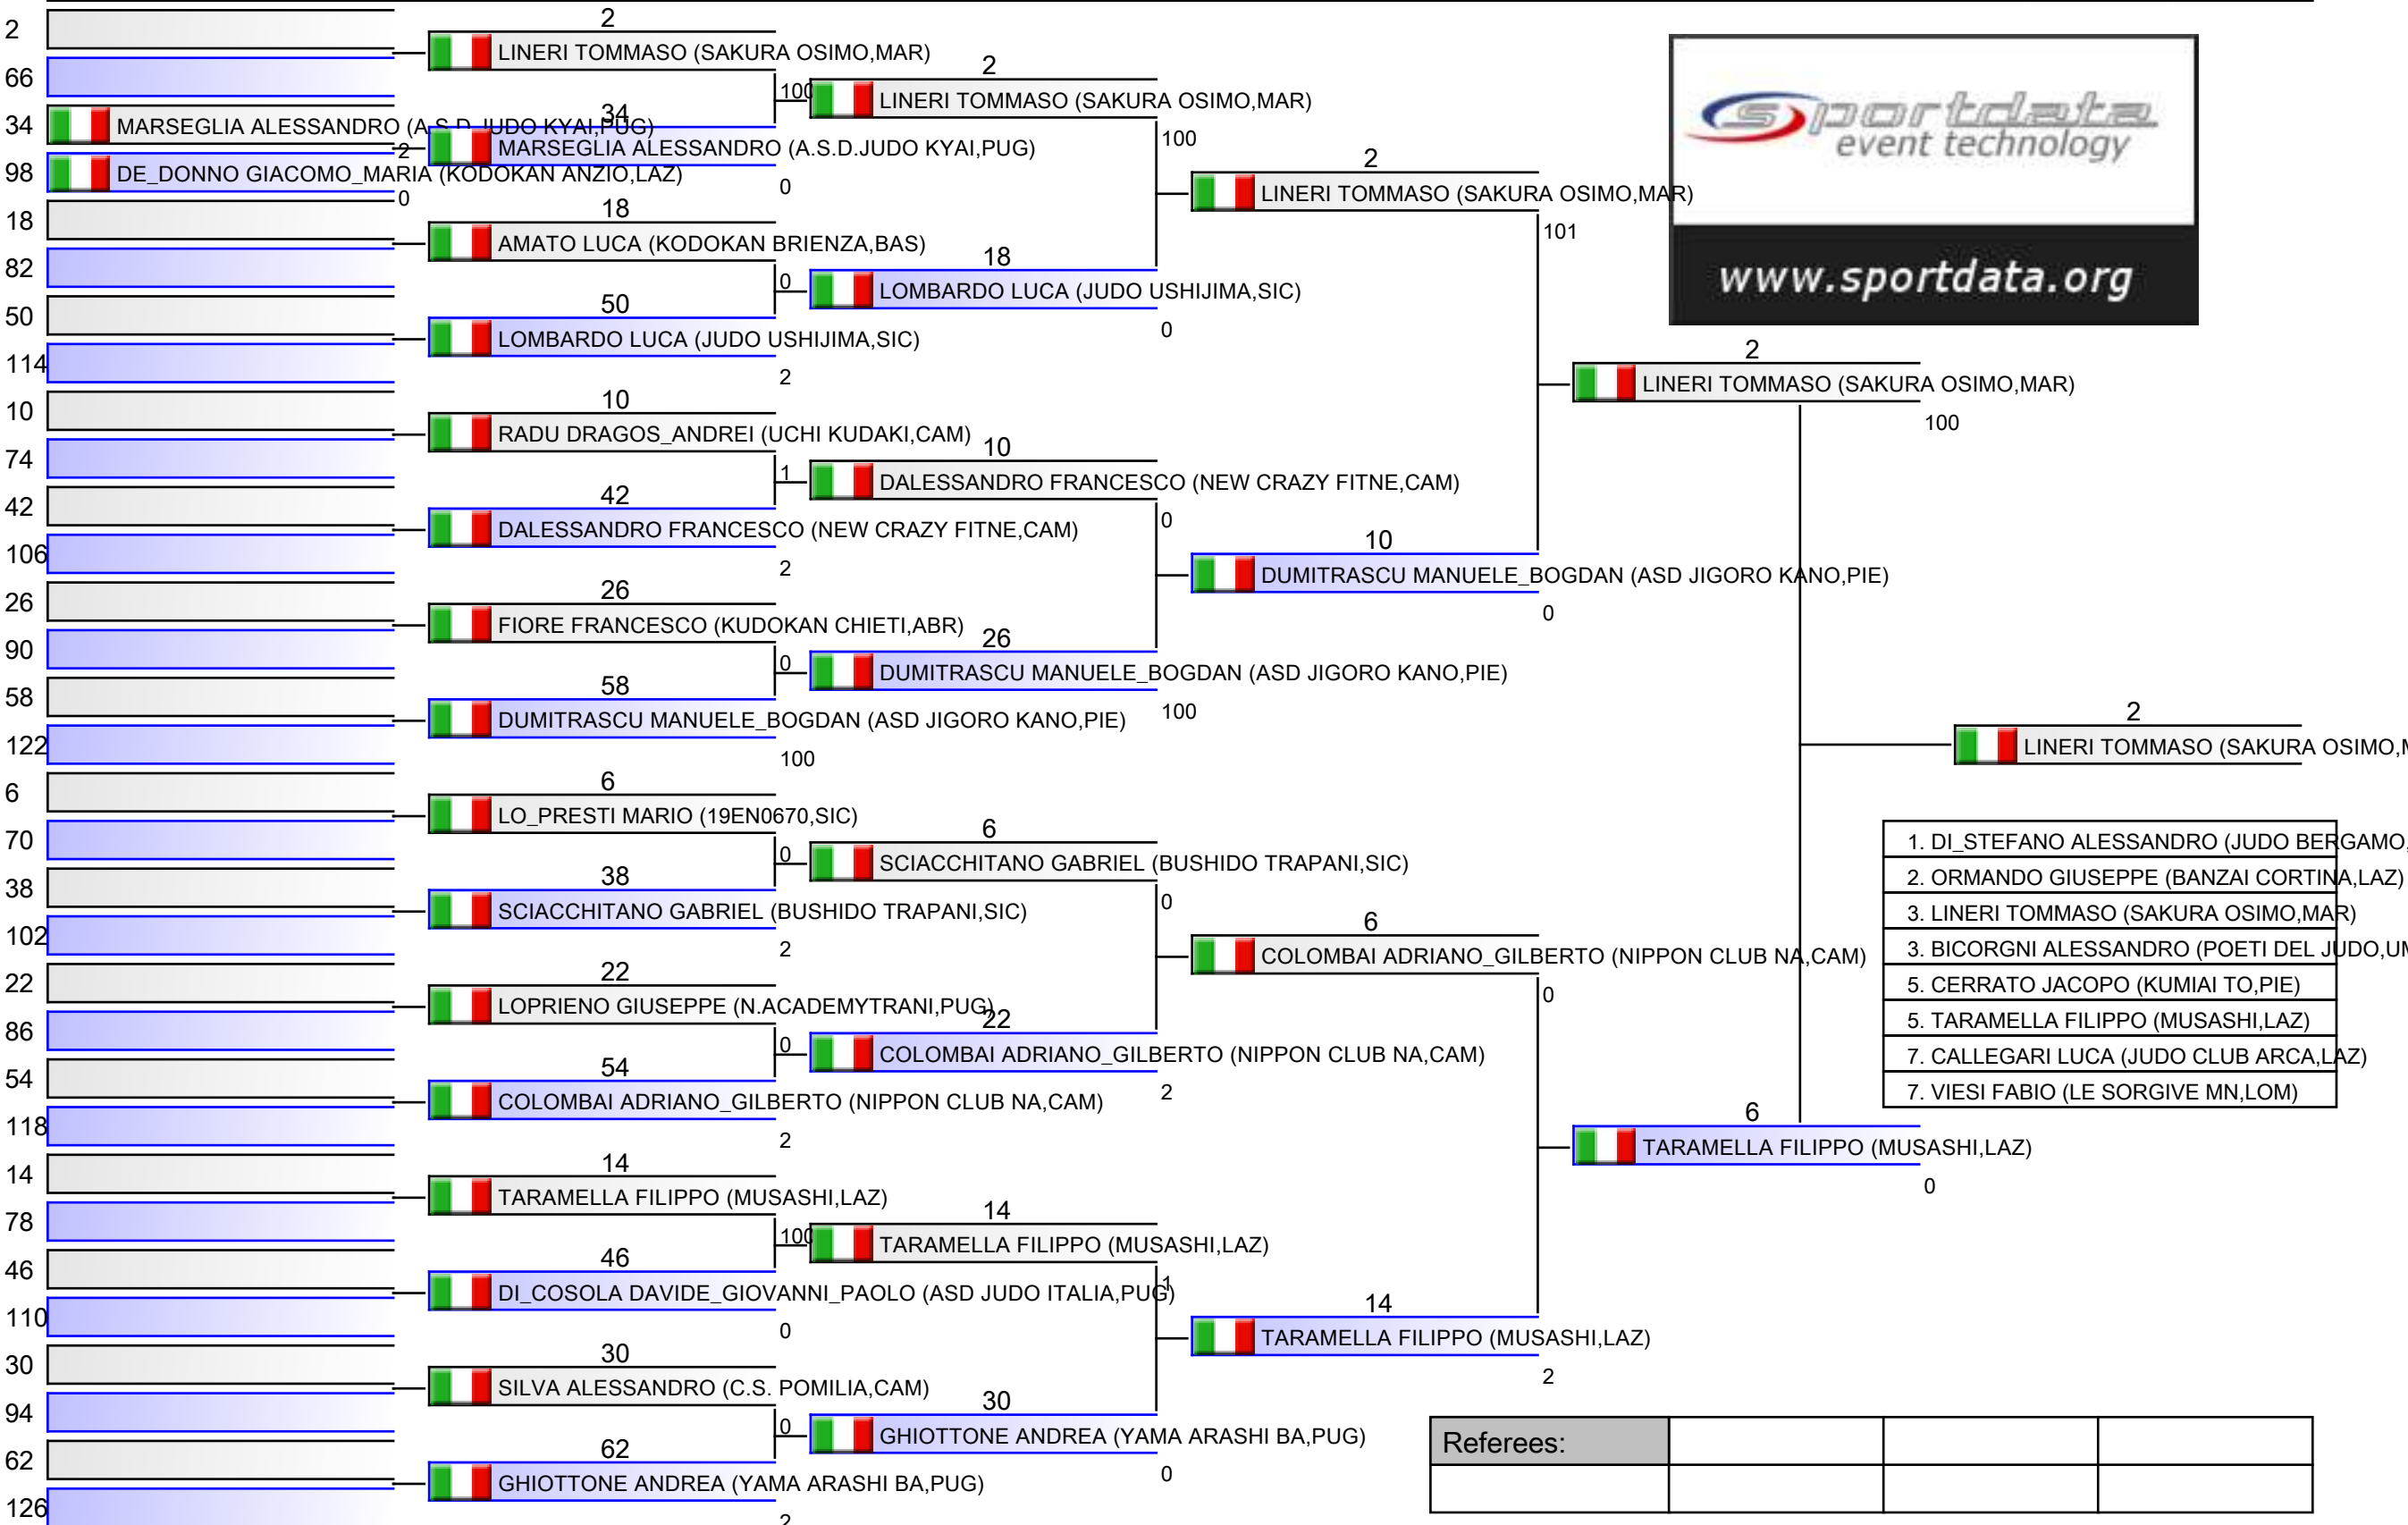 2
66
34 MARSEGLIA ALESSANDRO (A.S.D.JUDO KYAI,PUG)
2
98 DE_DONNO GIACOMO_MARIA (KODOKAN ANZIO,LAZ)
0
18
82
50
114
10
74
42
106
26
90
58
122
6
70
38
102
22
86
54
118
14
78
46
110
30
94
62
126
2
LINERI TOMMASO (SAKURA OSIMO,MAR)
100
34
MARSEGLIA ALESSANDRO (A.S.D.JUDO KYAI,PUG)
0
18
AMATO LUCA (KODOKAN BRIENZA,BAS)
0
50
LOMBARDO LUCA (JUDO USHIJIMA,SIC)
2
10
RADU DRAGOS_ANDREI (UCHI KUDAKI,CAM)
1
42
DALESSANDRO FRANCESCO (NEW CRAZY FITNE,CAM)
2
26
FIORE FRANCESCO (KUDOKAN CHIETI,ABR)
0
58
DUMITRASCU MANUELE_BOGDAN (ASD JIGORO KANO,PIE)
100
6
LO_PRESTI MARIO (19EN0670,SIC)
0
38
SCIACCHITANO GABRIEL (BUSHIDO TRAPANI,SIC)
2
22
LOPRIENO GIUSEPPE (N.ACADEMYTRANI,PUG)
0
54
COLOMBAI ADRIANO_GILBERTO (NIPPON CLUB NA,CAM)
2
14
TARAMELLA FILIPPO (MUSASHI,LAZ)
100
46
DI_COSOLA DAVIDE_GIOVANNI_PAOLO (ASD JUDO ITALIA,PUG)
0
30
SILVA ALESSANDRO (C.S. POMILIA,CAM)
0
62
GHIOTTONE ANDREA (YAMA ARASHI BA,PUG)
2
2
LINERI TOMMASO (SAKURA OSIMO,MAR)
100
18
LOMBARDO LUCA (JUDO USHIJIMA,SIC)
0
10
DALESSANDRO FRANCESCO (NEW CRAZY FITNE,CAM)
0
26
DUMITRASCU MANUELE_BOGDAN (ASD JIGORO KANO,PIE)
100
6
SCIACCHITANO GABRIEL (BUSHIDO TRAPANI,SIC)
0
22
COLOMBAI ADRIANO_GILBERTO (NIPPON CLUB NA,CAM)
2
14
TARAMELLA FILIPPO (MUSASHI,LAZ)
1
30
GHIOTTONE ANDREA (YAMA ARASHI BA,PUG)
0
2
LINERI TOMMASO (SAKURA OSIMO,MAR)
101
10
DUMITRASCU MANUELE_BOGDAN (ASD JIGORO KANO,PIE)
0
6
COLOMBAI ADRIANO_GILBERTO (NIPPON CLUB NA,CAM)
0
14
TARAMELLA FILIPPO (MUSASHI,LAZ)
2
sportdata
event technology
www.sportdata.org
2
LINERI TOMMASO (SAKURA OSIMO,MAR)
100
6
TARAMELLA FILIPPO (MUSASHI,LAZ)
0
2
LINERI TOMMASO (SAKURA OSIMO,
1. DI_STEFANO ALESSANDRO (JUDO BERGAMO,
2. ORMANDO GIUSEPPE (BANZAI CORTINA,LAZ)
3. LINERI TOMMASO (SAKURA OSIMO,MAR)
3. BICORGNI ALESSANDRO (POETI DEL JUDO,
5. CERRATO JACOPO (KUMIAI TO,PIE)
5. TARAMELLA FILIPPO (MUSASHI,LAZ)
7. CALLEGARI LUCA (JUDO CLUB ARCA,LAZ)
7. VIESI FABIO (LE SORGIVE MN,LOM)
Referees: